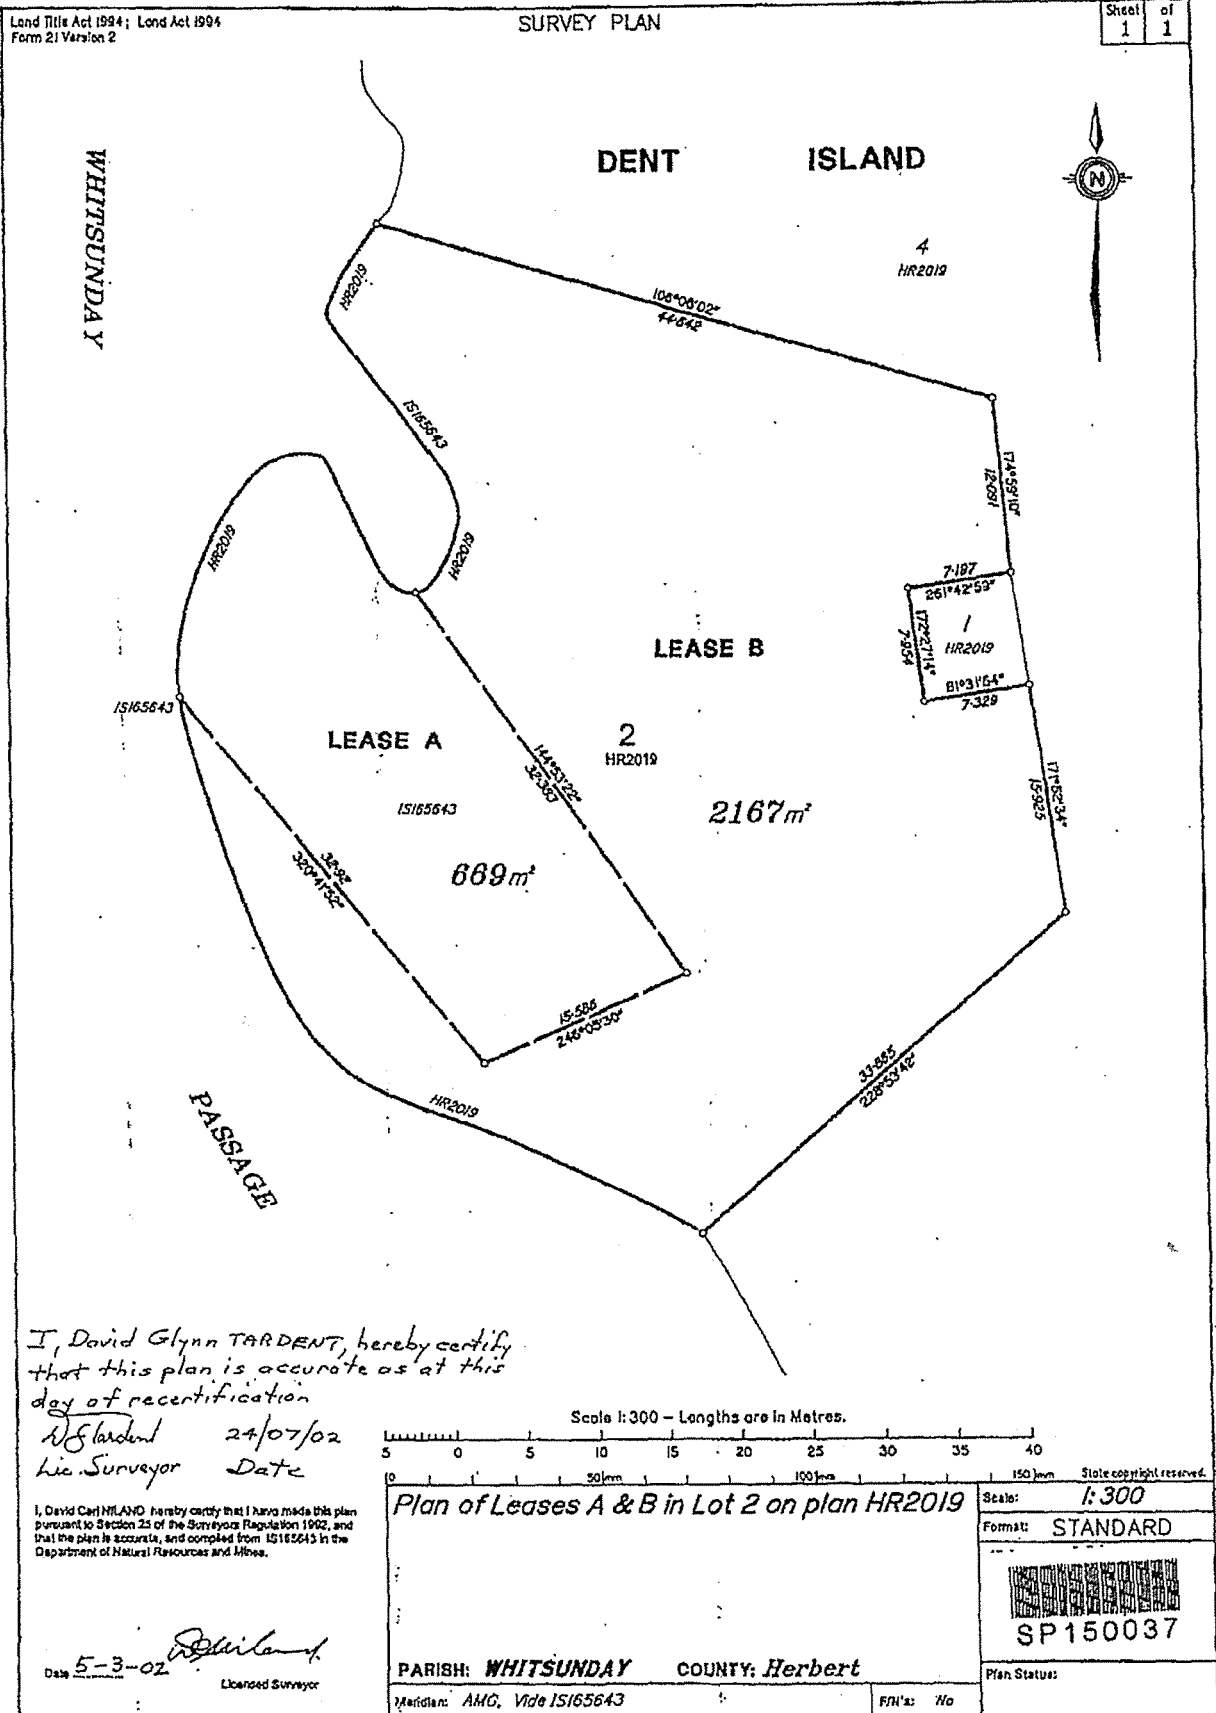 Land Title Act 1994; Land Act 1994
Form 21 Version 2
SURVEY PLAN
Sheet of
1 1
WHITSUNDAY
DENT ISLAND
N
4
HR2019
HR2019
106°06'02"
44·642
IS165643
174°59'10"
12·091
HR2019
HR2019
7·197
261°42'59"
1
HR2019
172°27'14"
7·954
81°31'54"
7·329
LEASE B
IS165643
LEASE A
2
HR2019
144°53'22"
32·383
IS165643
2167m²
171°52'34"
15·925
669m²
32·92
320°41'52"
15·586
246°05'30"
33·885
228°53'42"
HR2019
PASSAGE
I, David Glynn TARDENT, hereby certify
that this plan is accurate as at this
day of recertification
24/07/02
Lic. Surveyor Date
Scale 1:300 – Lengths are in Metres.
5 0 5 10 15 20 25 30 35 40
0 50mm 100mm 150mm State copyright reserved.
I, David Carl NILAND hereby certify that I have made this plan
pursuant to Section 25 of the Surveyors Regulation 1992, and
that the plan is accurate, and compiled from IS165643 in the
Department of Natural Resources and Mines.
Date 5-3-02
Licensed Surveyor
Plan of Leases A & B in Lot 2 on plan HR2019
PARISH: WHITSUNDAY COUNTY: Herbert
Meridian: AMG, Vide IS165643 F/N's: No
Scale: 1:300
Format: STANDARD
SP150037
Plan Status: